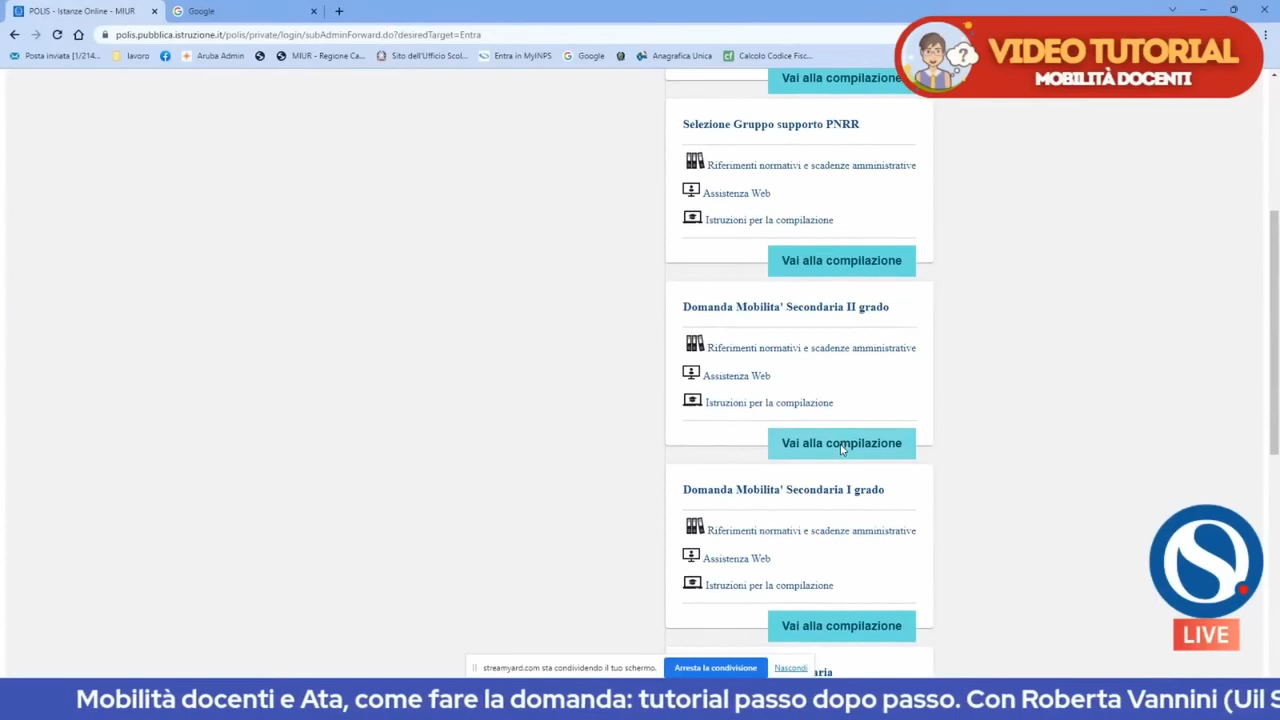 POLIS - Istanze Online - MIUR
Google
polis.pubblica.istruzione.it/polis/private/login/subAdminForward.do?desiredTarget=Entra
Posta inviata [1/214...
lavoro
Aruba Admin
MIUR - Regione Ca...
Sito dell'Ufficio Scol...
Entra in MyINPS
Google
Anagrafica Unica
Calcolo Codice Fisc...
VIDEO TUTORIAL
MOBILITÀ DOCENTI
Vai alla compilazione
Selezione Gruppo supporto PNRR
Riferimenti normativi e scadenze amministrative
Assistenza Web
Istruzioni per la compilazione
Vai alla compilazione
Domanda Mobilita' Secondaria II grado
Riferimenti normativi e scadenze amministrative
Assistenza Web
Istruzioni per la compilazione
Vai alla compilazione
Domanda Mobilita' Secondaria I grado
Riferimenti normativi e scadenze amministrative
Assistenza Web
Istruzioni per la compilazione
Vai alla compilazione
LIVE
streamyard.com sta condividendo il tuo schermo.
Arresta la condivisione
Nascondi
aria
Mobilità docenti e Ata, come fare la domanda: tutorial passo dopo passo. Con Roberta Vannini (Uil S